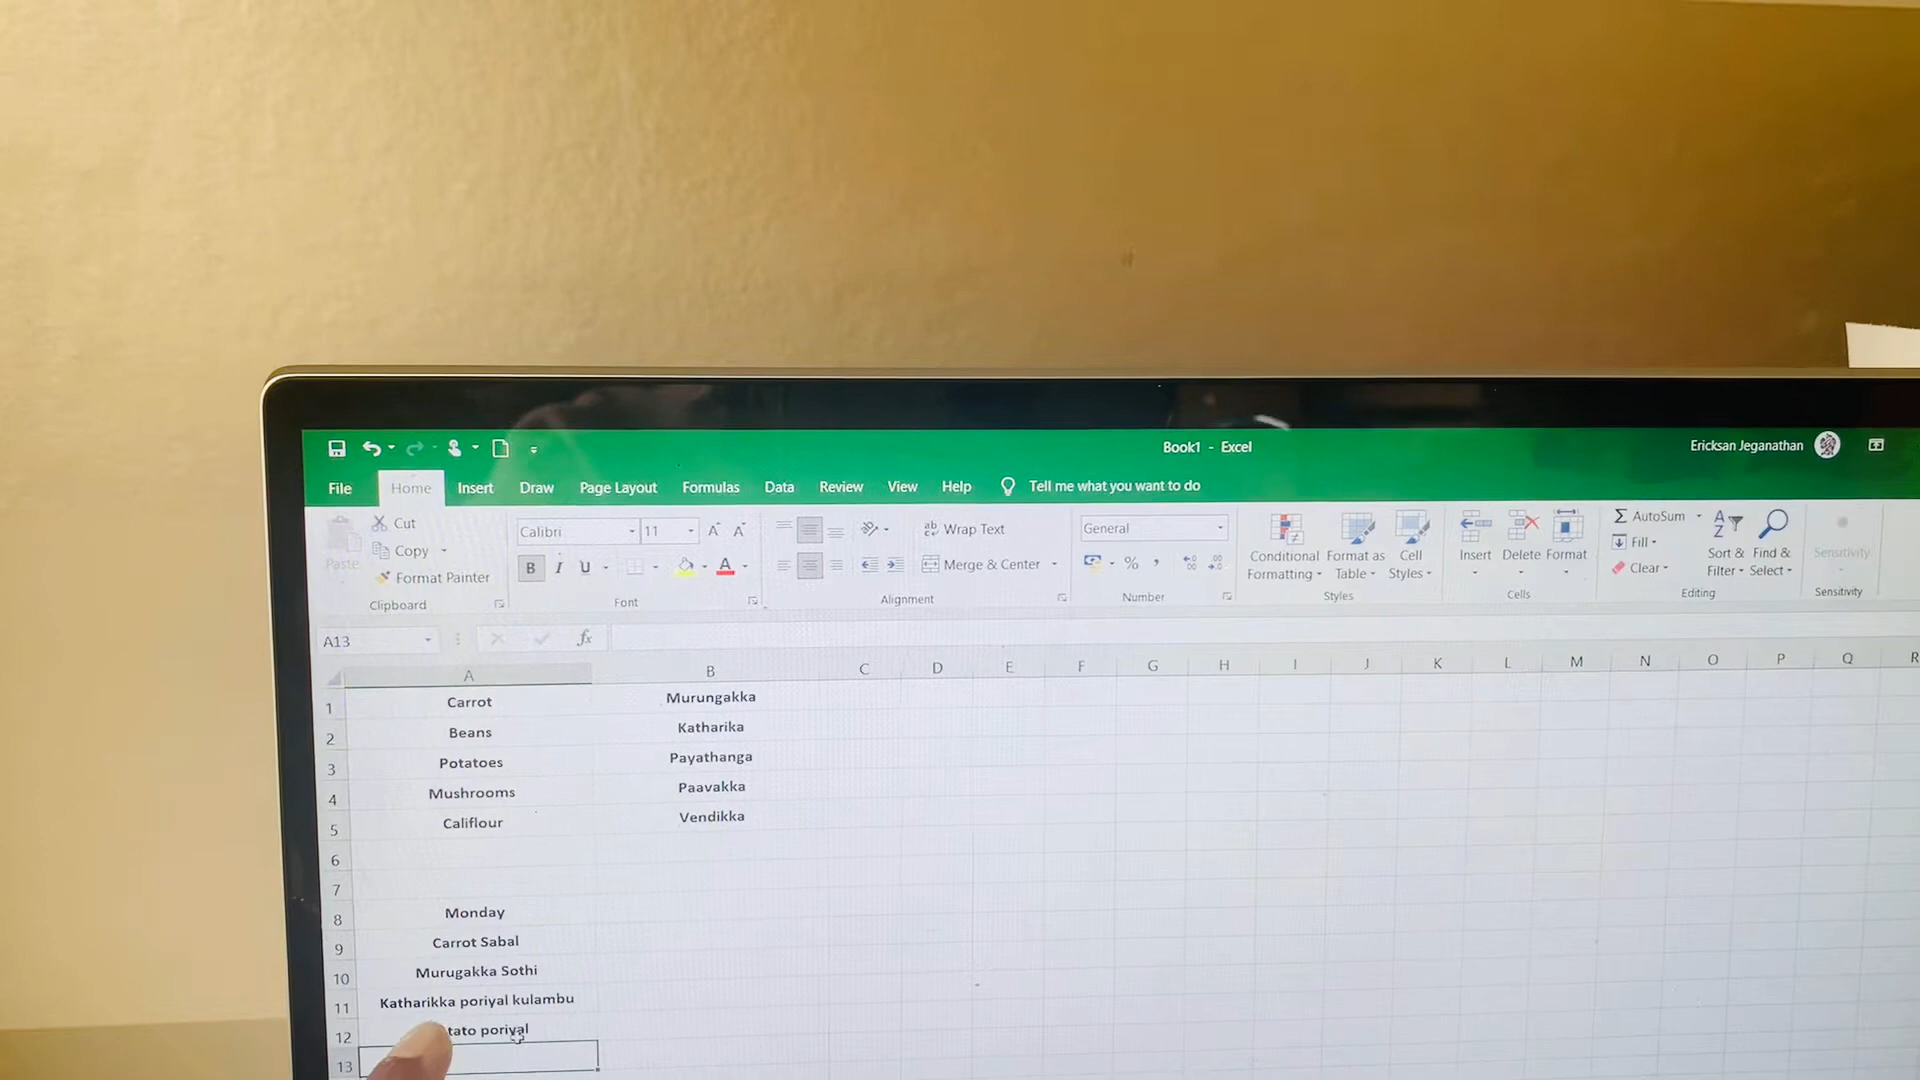 Book1 - Excel
Ericksan Jeganathan
File Home Insert Draw Page Layout Formulas Data Review View Help Tell me what you want to do
Paste
Cut
Copy
Format Painter
Clipboard
Calibri 11 A A
B I U A
Font
ab Wrap Text
Merge & Center
Alignment
General
% ,
Number
Conditional Formatting
Format as Table
Cell Styles
Styles
Insert Delete Format
Cells
Σ AutoSum
Fill
Clear
Sort & Filter
Find & Select
Editing
Sensitivity
Sensitivity
A13 fx
A B C D E F G H I J K L M N O P Q R
1 Carrot Murungakka
2 Beans Katharika
3 Potatoes Payathanga
4 Mushrooms Paavakka
5 Califlour Vendikka
6
7
8 Monday
9 Carrot Sabal
10 Murugakka Sothi
11 Katharikka poriyal kulambu
12 tato poriyal
13